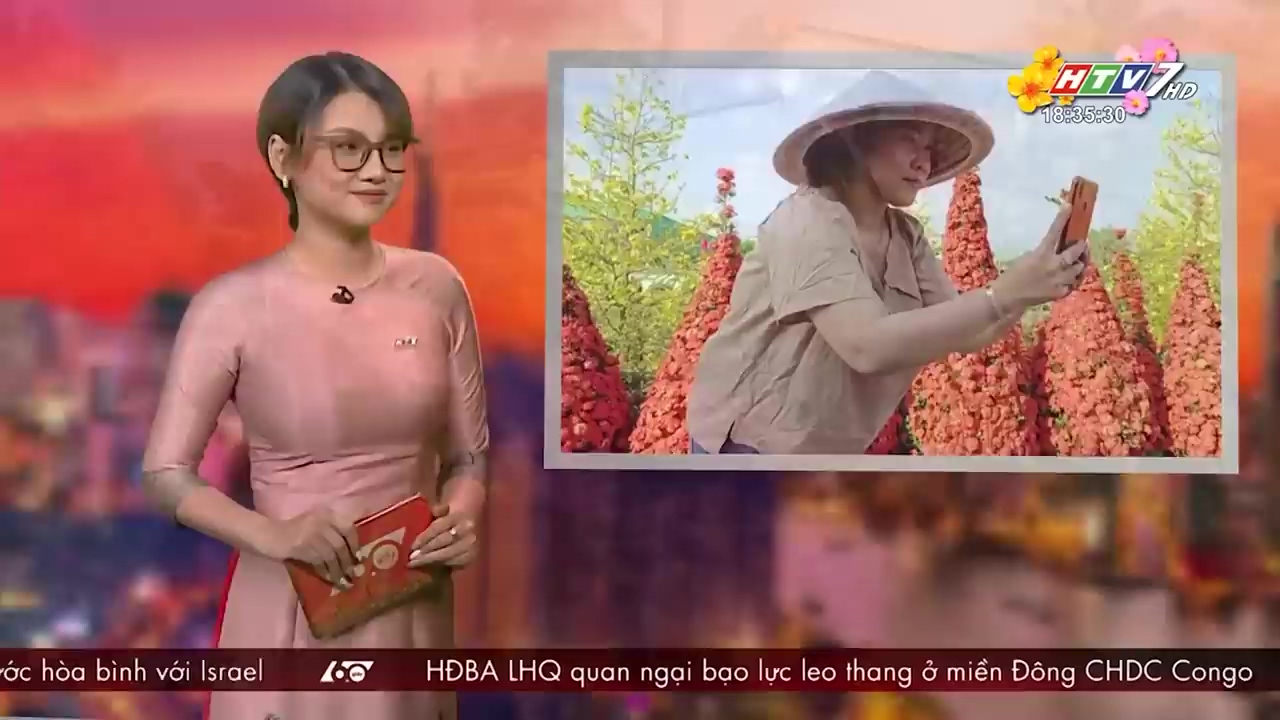 HTV7 HD
18:35:30
ớc hòa bình với Israel
HĐBA LHQ quan ngại bạo lực leo thang ở miền Đông CHDC Congo